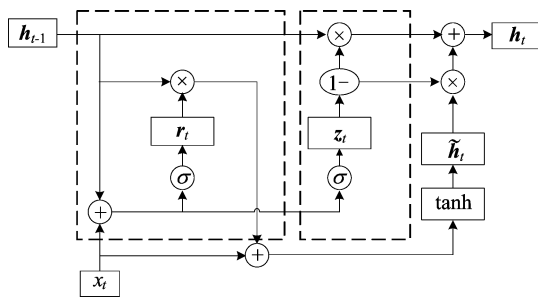 h_{t-1}
×
+
h_t
×
1−
×
r_t
z_t
h̃_t
σ
σ
tanh
+
x_t
+